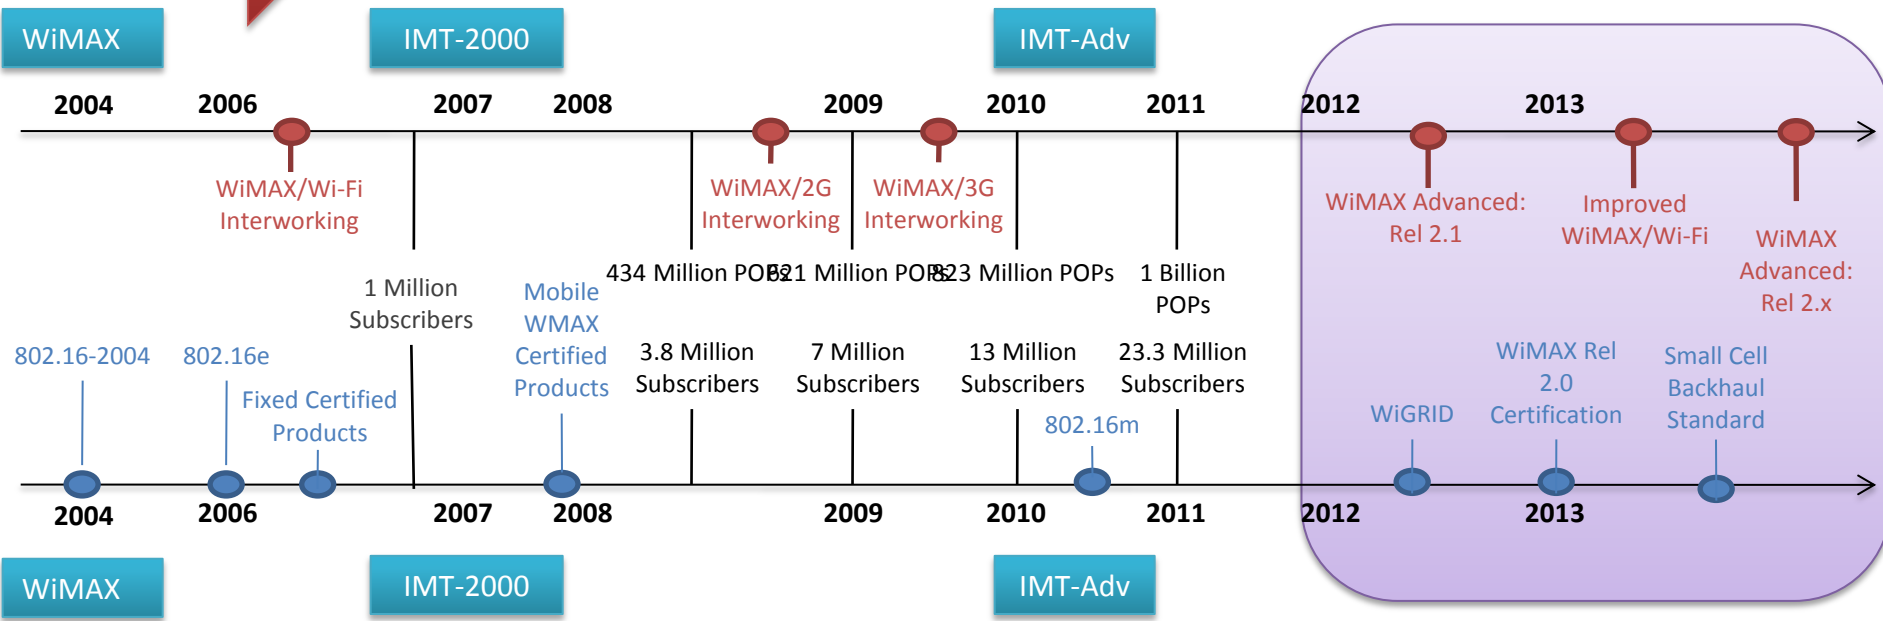 WiMAX
IMT-2000
IMT-Adv
2004
2006
2007
2008
2009
2010
2011
2012
2013
WiMAX/Wi-Fi
Interworking
WiMAX/2G
Interworking
WiMAX/3G
Interworking
WiMAX Advanced:
Rel 2.1
Improved
WiMAX/Wi-Fi
WiMAX
Advanced:
Rel 2.x
434 Million POPs
621 Million POPs
823 Million POPs
1 Billion
POPs
1 Million
Subscribers
Mobile
WMAX
Certified
Products
3.8 Million
Subscribers
7 Million
Subscribers
13 Million
Subscribers
23.3 Million
Subscribers
802.16-2004
802.16e
Fixed Certified
Products
802.16m
WiGRID
WiMAX Rel
2.0
Certification
Small Cell
Backhaul
Standard
2004
2006
2007
2008
2009
2010
2011
2012
2013
WiMAX
IMT-2000
IMT-Adv